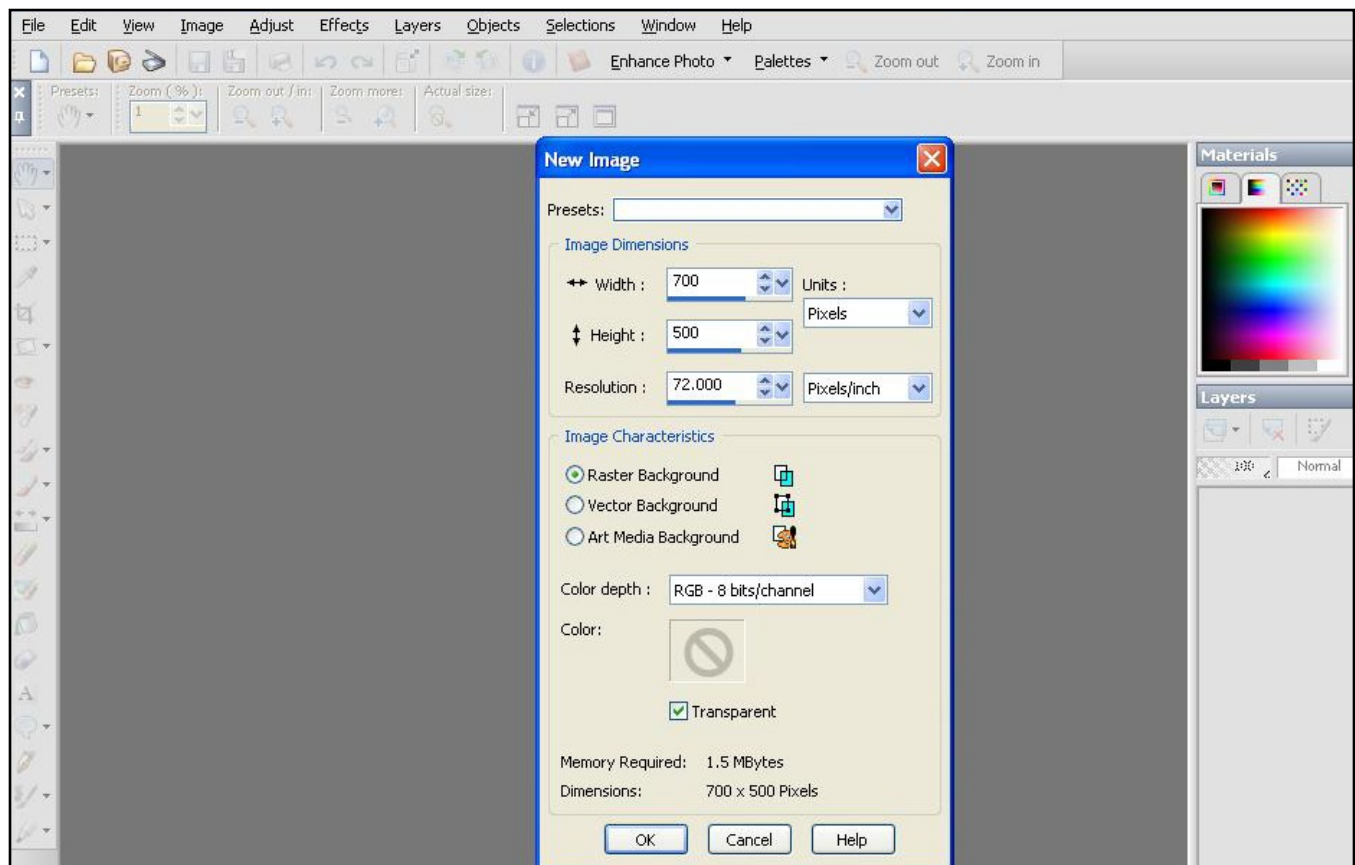 File Edit View Image Adjust Effects Layers Objects Selections Window Help
Enhance Photo Palettes Zoom out Zoom in
Presets: Zoom ( % ): Zoom out / in: Zoom more: Actual size:
1
New Image
Presets:
Image Dimensions
Width : 700 Units :
Pixels
Height : 500
Resolution : 72.000 Pixels/inch
Image Characteristics
Raster Background
Vector Background
Art Media Background
Color depth : RGB - 8 bits/channel
Color:
Transparent
Memory Required: 1.5 MBytes
Dimensions: 700 x 500 Pixels
OK Cancel Help
Materials
Layers
100 Normal